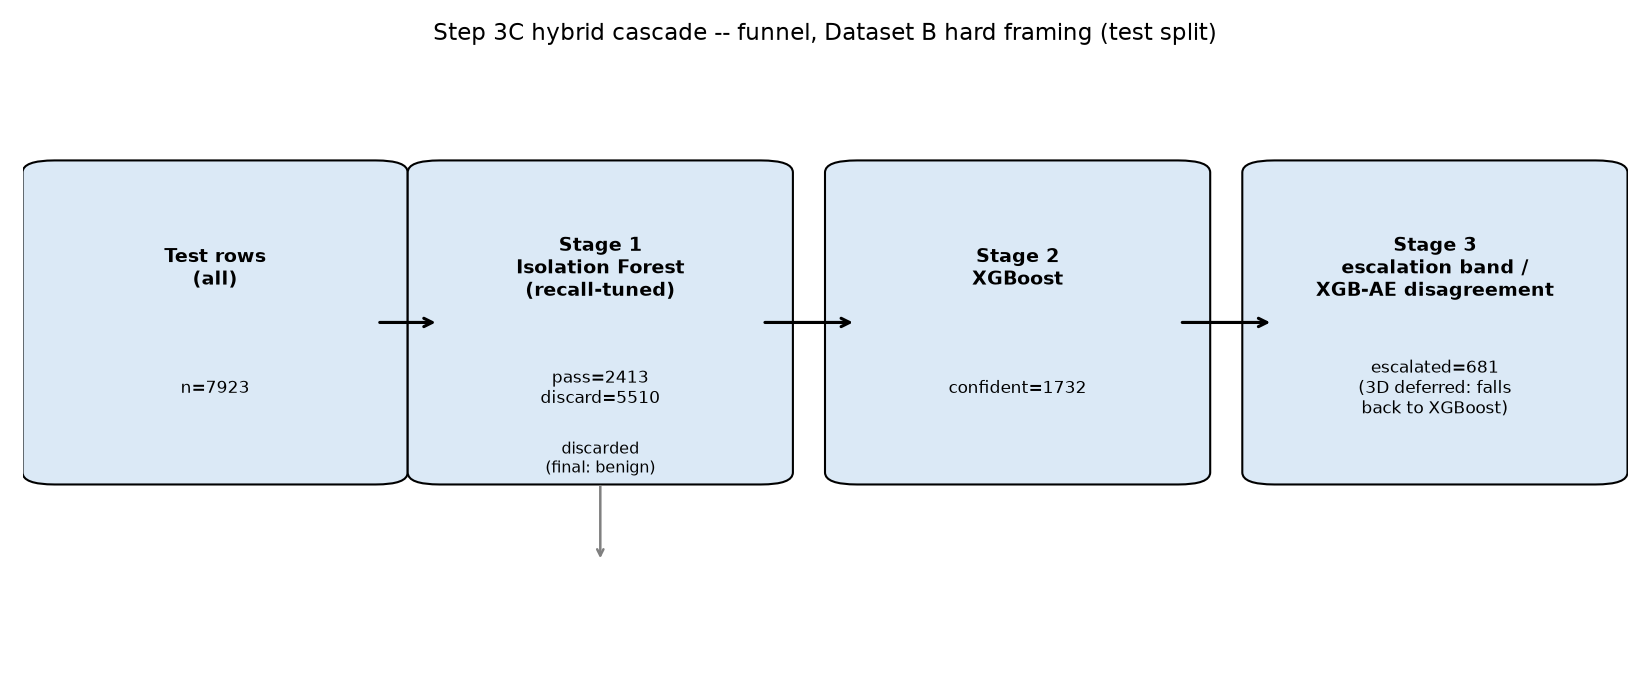 Step 3C hybrid cascade -- funnel, Dataset B hard framing (test split)
Test rows
(all)
n=7923
Stage 1
Isolation Forest
(recall-tuned)
pass=2413
discard=5510
discarded
(final: benign)
Stage 2
XGBoost
confident=1732
Stage 3
escalation band /
XGB-AE disagreement
escalated=681
(3D deferred: falls
back to XGBoost)